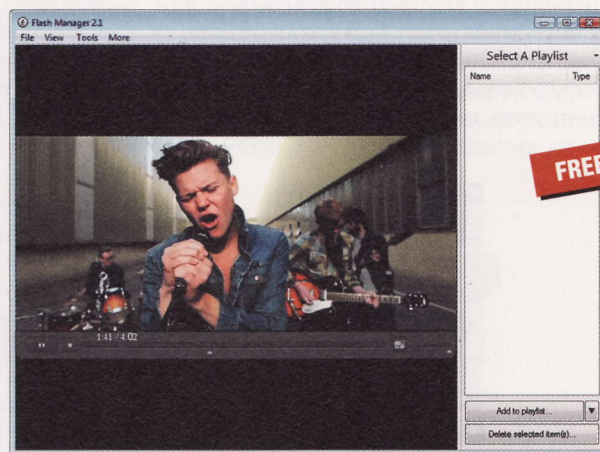 Flash Manager 2.1
File View Tools More
Select A Playlist
Name Type
FREE
1:41 / 4:02
Add to playlist...
Delete selected item(s)...